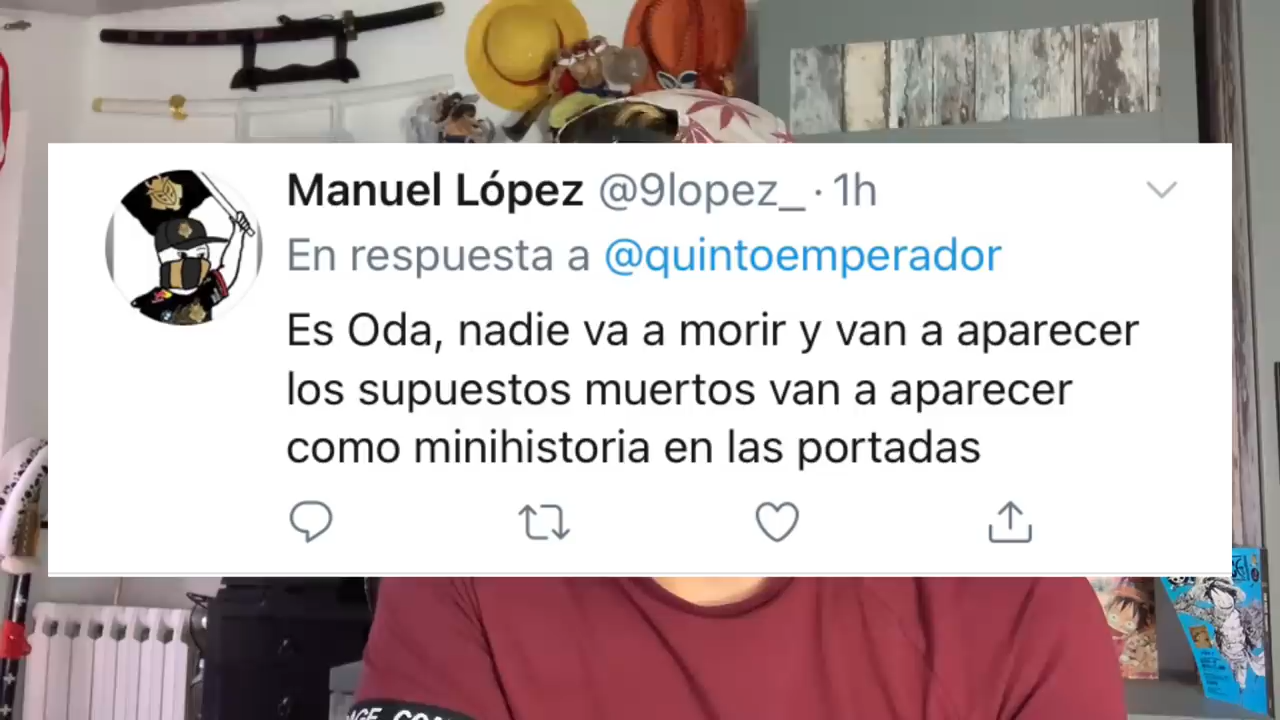 Manuel López @9lopez_ · 1h
En respuesta a @quintoemperador
Es Oda, nadie va a morir y van a aparecer
los supuestos muertos van a aparecer
como minihistoria en las portadas